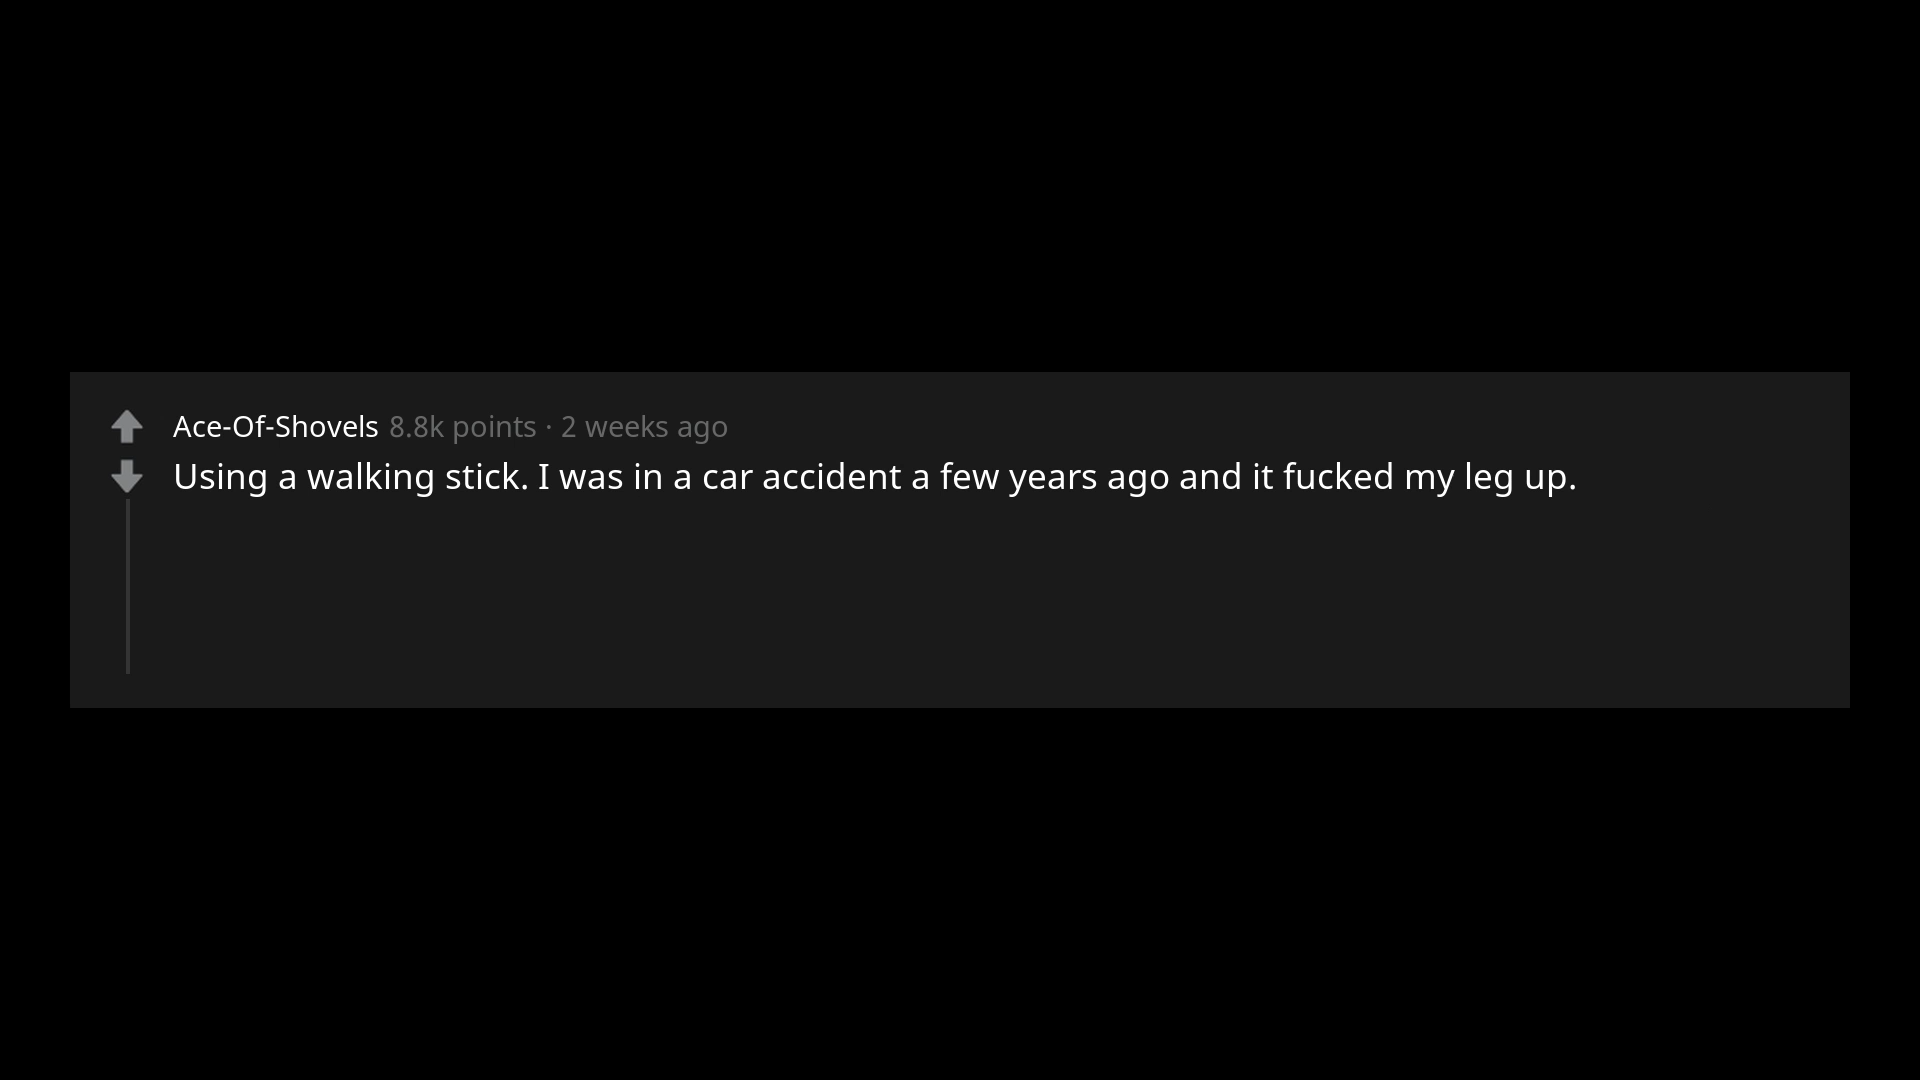 Ace-Of-Shovels 8.8k points · 2 weeks ago
Using a walking stick. I was in a car accident a few years ago and it fucked my leg up.